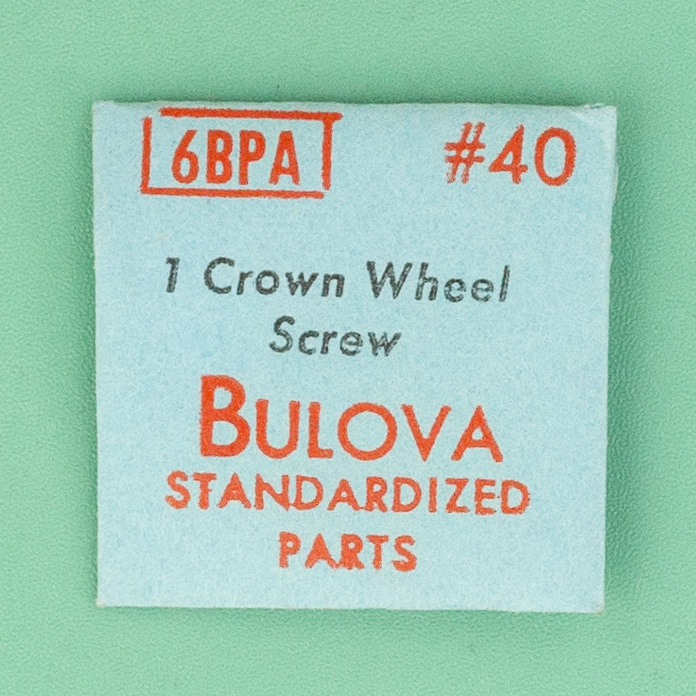 6BPA #40
1 Crown Wheel
Screw
BULOVA
STANDARDIZED
PARTS